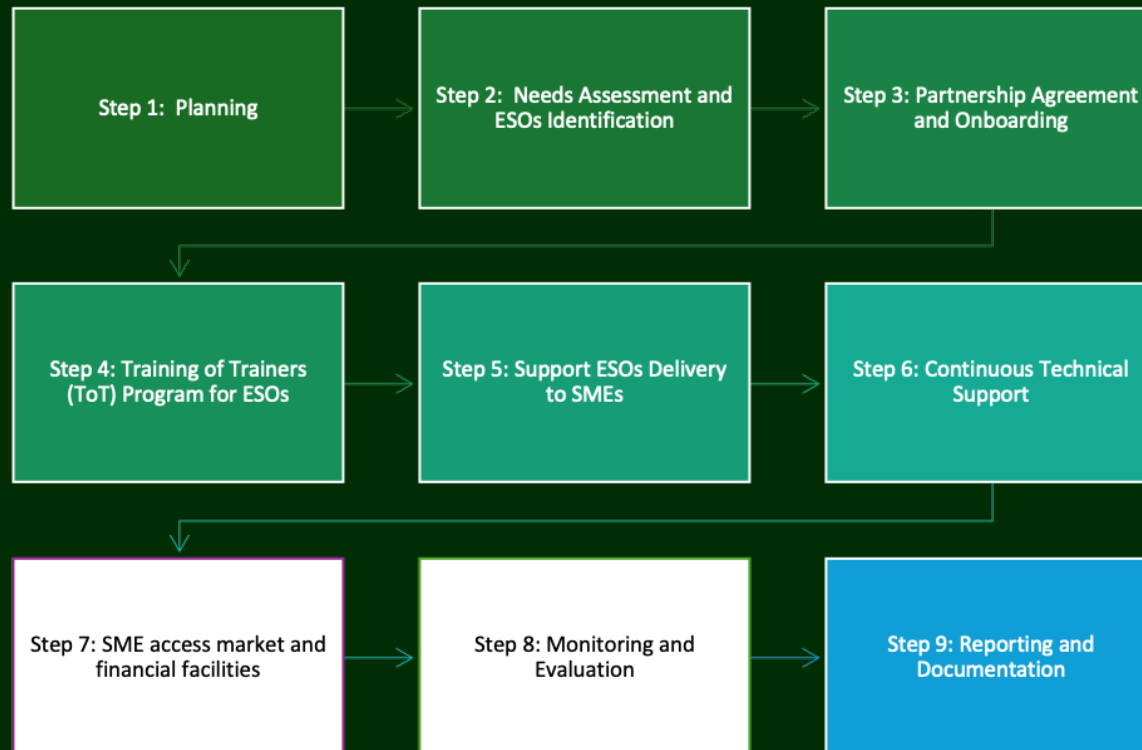 Step 1:  Planning
Step 2:  Needs Assessment and
ESOs Identification
Step 3: Partnership Agreement
and Onboarding
Step 4: Training of Trainers
(ToT) Program for ESOs
Step 5: Support ESOs Delivery
to SMEs
Step 6: Continuous Technical
Support
Step 7: SME access market and
financial facilities
Step 8: Monitoring and
Evaluation
Step 9: Reporting and
Documentation